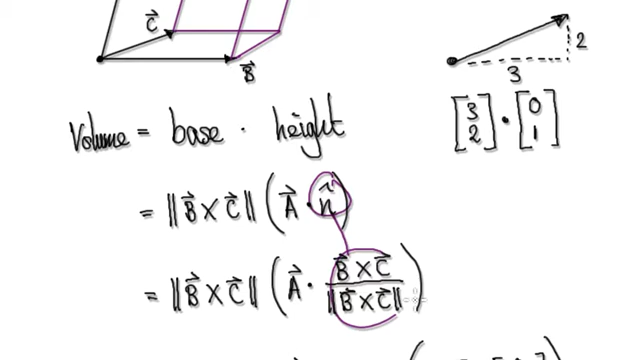 C⃗
B⃗
2
3
[3 2] · [0 1]
Volume = base · height
= ‖B⃗ × C⃗‖ (A⃗ · n⃗)
= ‖B⃗ × C⃗‖ (A⃗ · B⃗ × C⃗ / ‖B⃗ × C⃗‖)